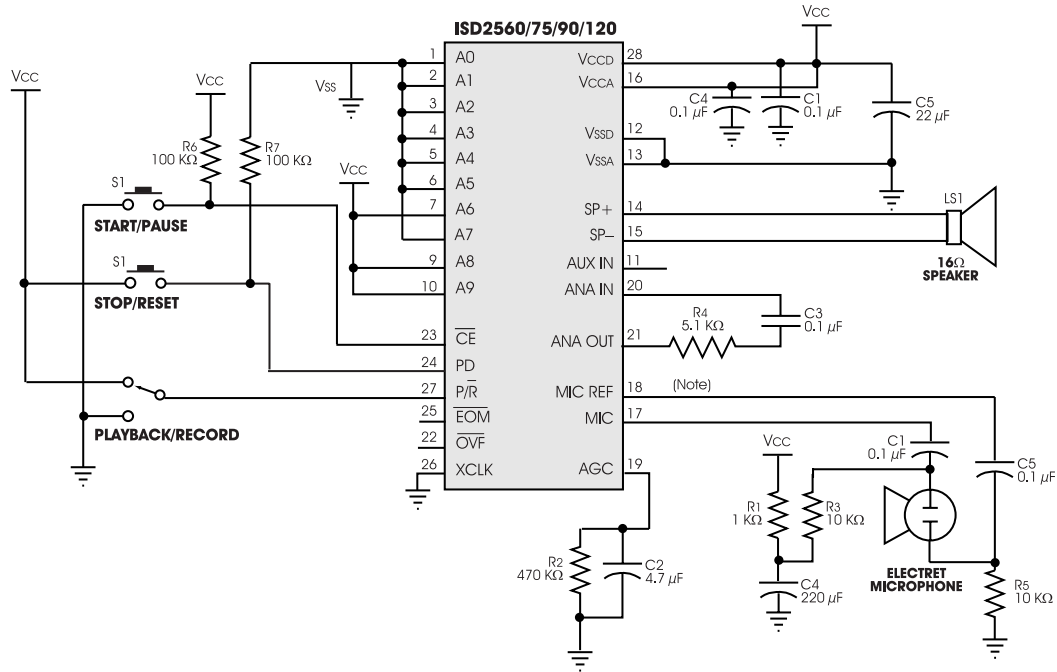 ISD2560/75/90/120
VCC
VCC
VCC
VSS
VCC
1 A0
2 A1
3 A2
4 A3
5 A4
6 A5
7 A6
A7
9 A8
10 A9
23 CE
24 PD
27 P/R
25 EOM
22 OVF
26 XCLK
VCCD 28
VCCA 16
VSSD 12
VSSA 13
SP+ 14
SP– 15
AUX IN 11
ANA IN 20
ANA OUT 21
MIC REF 18
MIC 17
AGC 19
R6
100 KΩ
R7
100 KΩ
S1
START/PAUSE
S1
STOP/RESET
PLAYBACK/RECORD
C4
0.1 µF
C1
0.1 µF
C5
22 µF
LS1
16Ω
SPEAKER
R4
5.1 KΩ
C3
0.1 µF
(Note)
VCC
C1
0.1 µF
C5
0.1 µF
R1
1 KΩ
R3
10 KΩ
R2
470 KΩ
C2
4.7 µF
C4
220 µF
ELECTRET
MICROPHONE
R5
10 KΩ